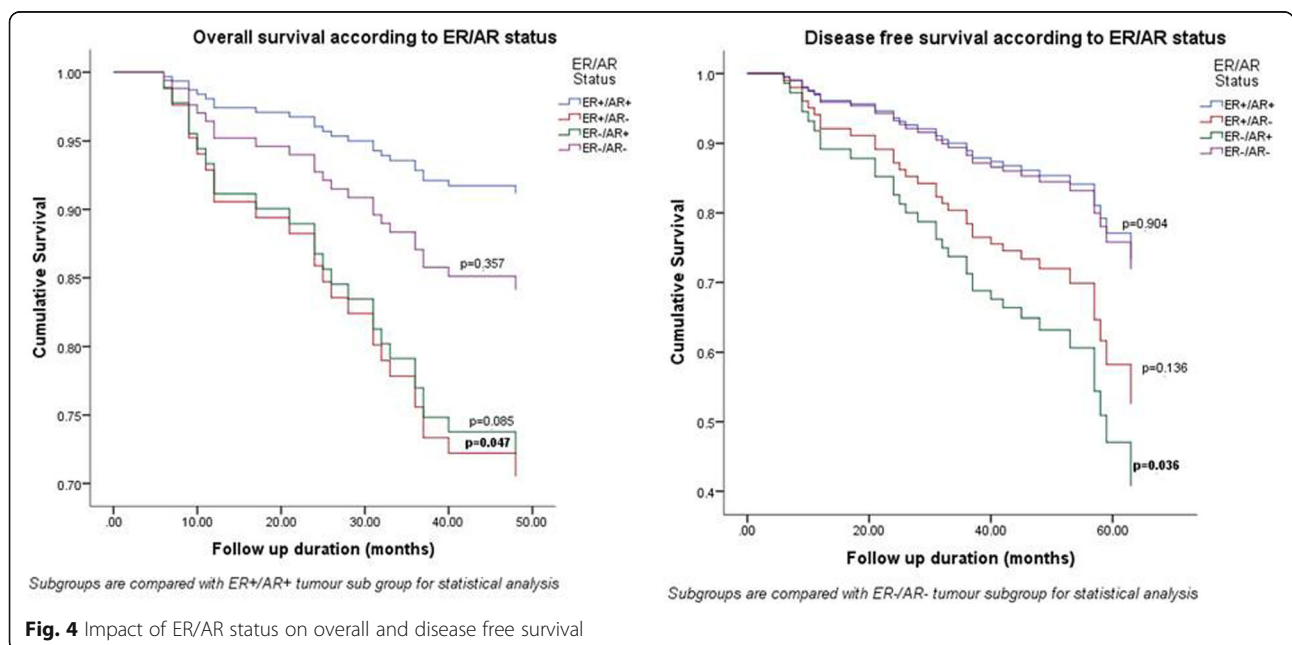 Overall survival according to ER/AR status
ER/AR
Status
ER+/AR+
ER+/AR-
ER-/AR+
ER-/AR-
Cumulative Survival
1.00
0.95
0.90
0.85
0.80
0.75
0.70
p=0.357
p=0.085
p=0.047
.00 10.00 20.00 30.00 40.00 50.00
Follow up duration (months)
Subgroups are compared with ER+/AR+ tumour sub group for statistical analysis
Disease free survival according to ER/AR status
ER/AR
Status
ER+/AR+
ER+/AR-
ER-/AR+
ER-/AR-
Cumulative Survival
1.0
0.9
0.8
0.7
0.6
0.5
0.4
p=0.904
p=0.136
p=0.036
.00 20.00 40.00 60.00
Follow up duration (months)
Subgroups are compared with ER-/AR- tumour subgroup for statistical analysis
Fig. 4 Impact of ER/AR status on overall and disease free survival